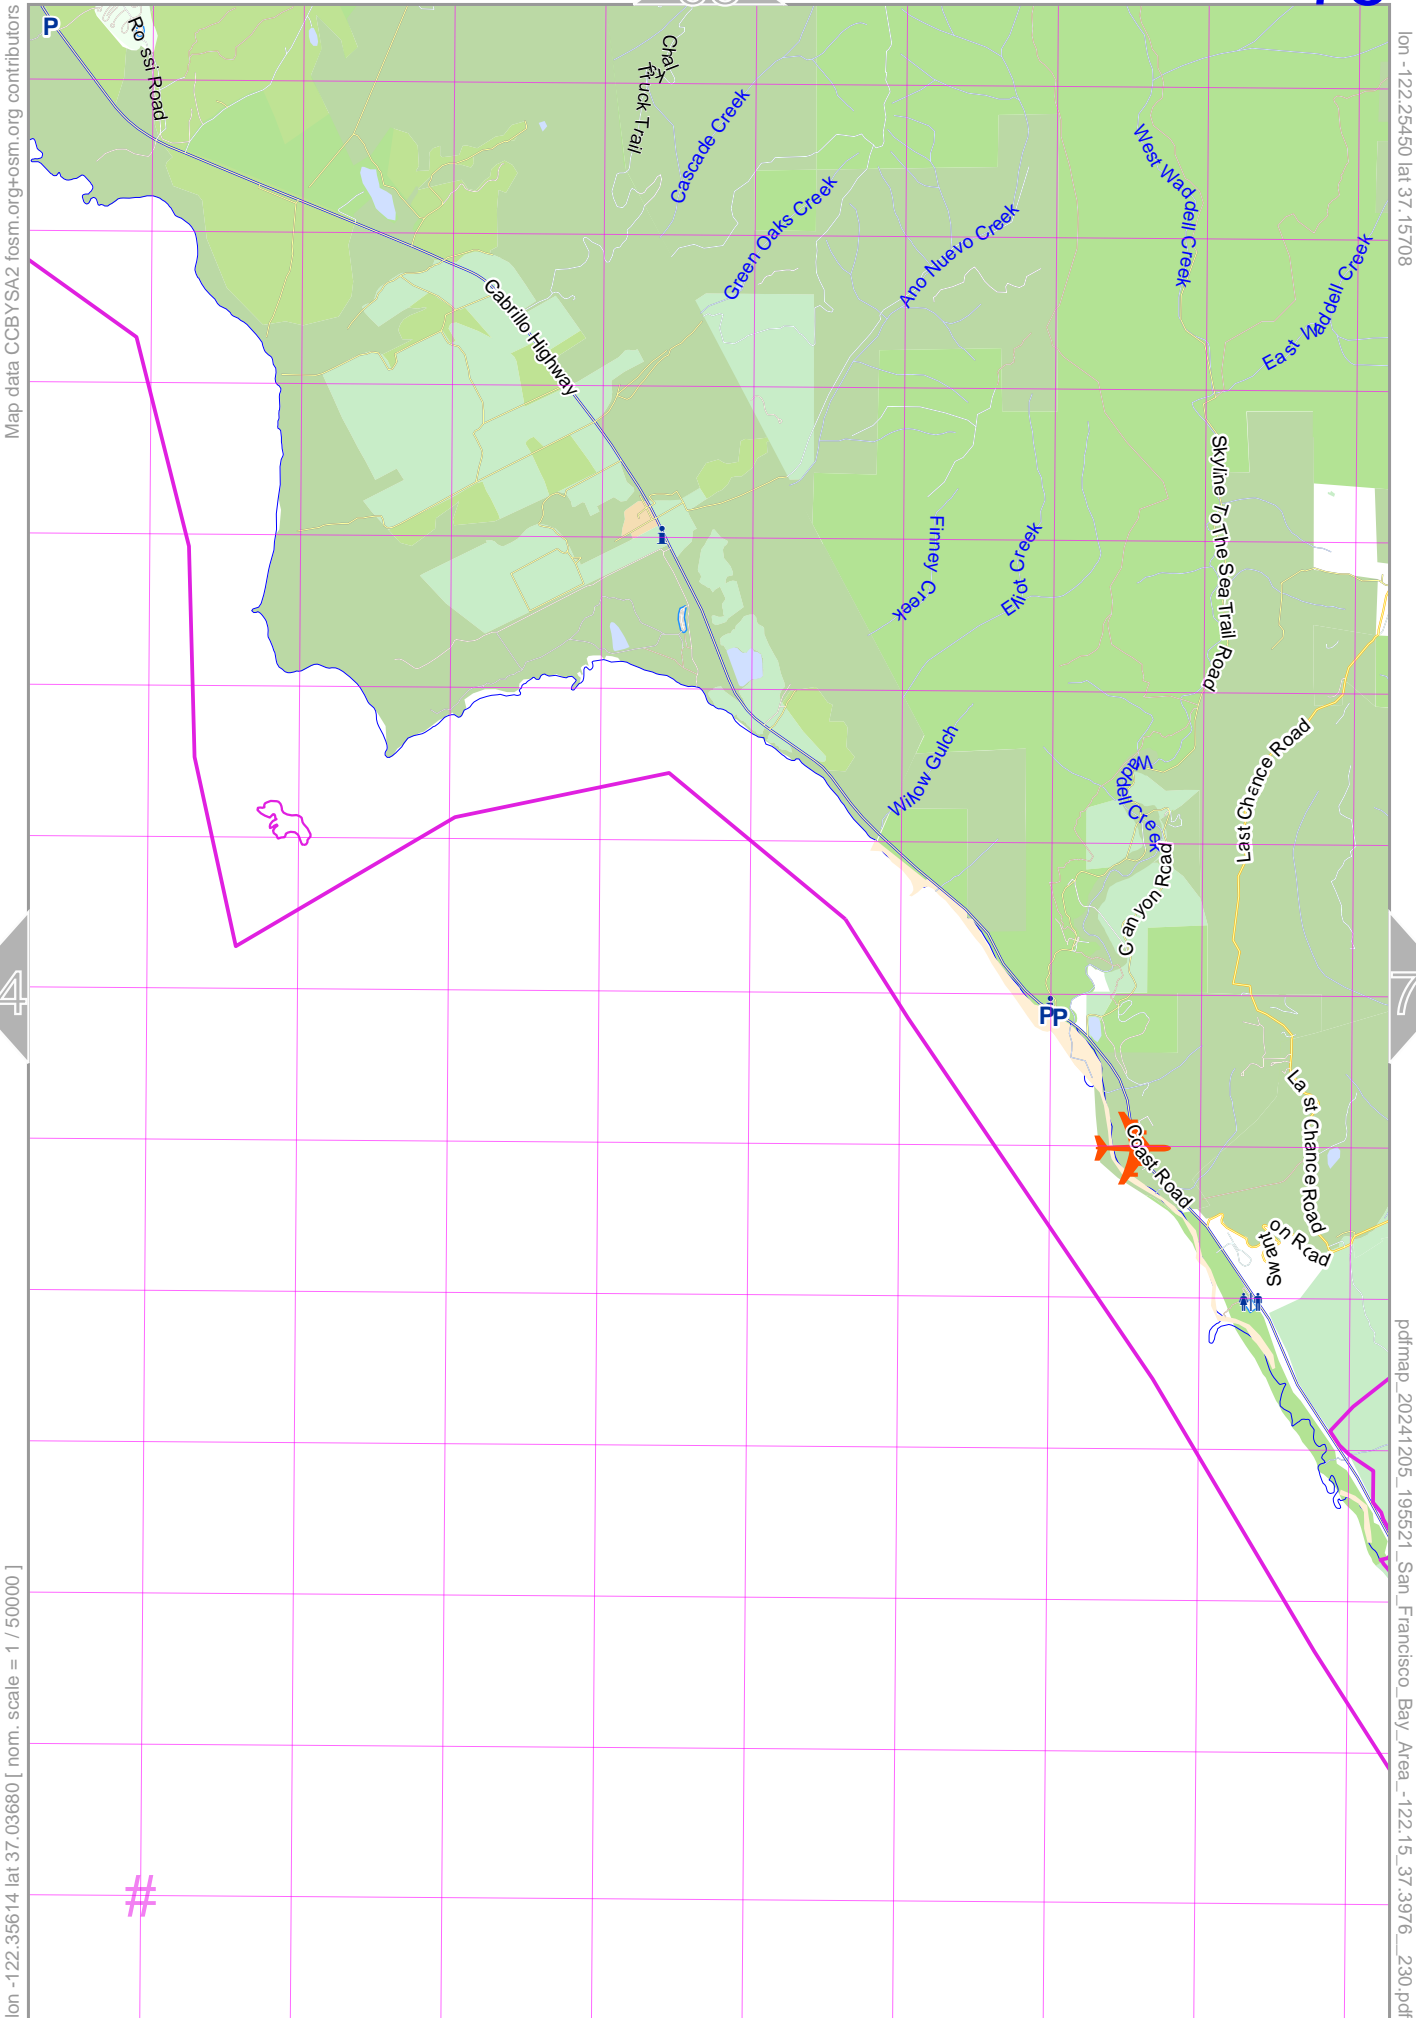 Map data CCBYSA2 fosm.org+osm.org contributors
lon -122.25450 lat 37.15708
P
Rossi Road
Chalks
Truck Trail
Cascade Creek
Green Oaks Creek
Ano Nuevo Creek
West Waddell Creek
East Waddell Creek
Cabrillo Highway
Skyline To The Sea Trail Road
Finney Creek
Elliot Creek
Willow Gulch
Waddell Creek
Last Chance Road
Canyon Road
4
7
P
P
Last Chance Road
Coast Road
Swanton Road
#
lon -122.35614 lat 37.03680 [ nom. scale = 1 / 50000 ]
pdfmap_20241205_195521_San_Francisco_Bay_Area_-122.15_37.3976__230.pdf